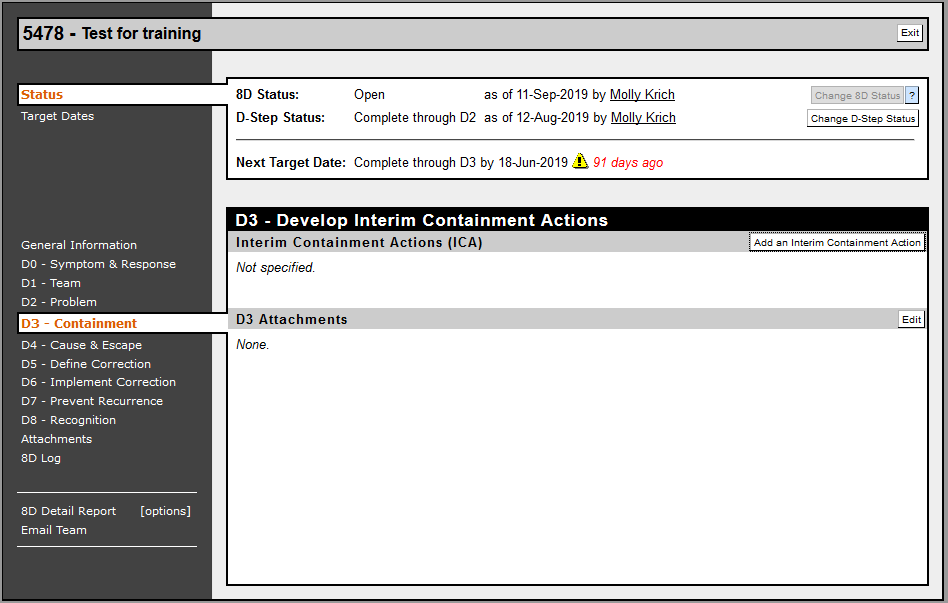 5478 - Test for training
Exit
Status
Target Dates
8D Status: Open as of 11-Sep-2019 by Molly Krich
Change 8D Status ?
D-Step Status: Complete through D2 as of 12-Aug-2019 by Molly Krich
Change D-Step Status
Next Target Date: Complete through D3 by 18-Jun-2019 91 days ago
General Information
D0 - Symptom & Response
D1 - Team
D2 - Problem
D3 - Containment
D4 - Cause & Escape
D5 - Define Correction
D6 - Implement Correction
D7 - Prevent Recurrence
D8 - Recognition
Attachments
8D Log
8D Detail Report [options]
Email Team
D3 - Develop Interim Containment Actions
Interim Containment Actions (ICA)
Add an Interim Containment Action
Not specified.
D3 Attachments
Edit
None.